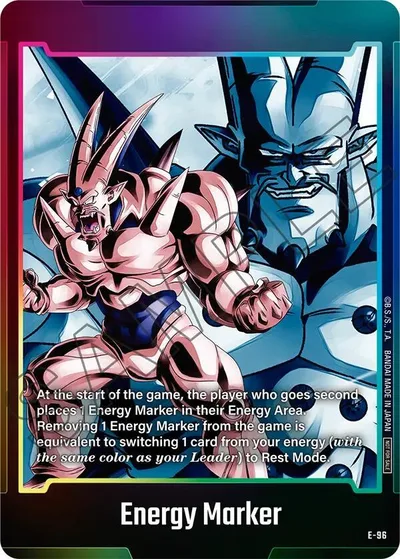 SAMPLE
At the start of the game, the player who goes second
places 1 Energy Marker in their Energy Area.
Removing 1 Energy Marker from the game is
equivalent to switching 1 card from your energy (with
the same color as your Leader) to Rest Mode.
©B.S./S., T.A. BANDAI MADE IN JAPAN
NOT FOR SALE
Energy Marker
E-96